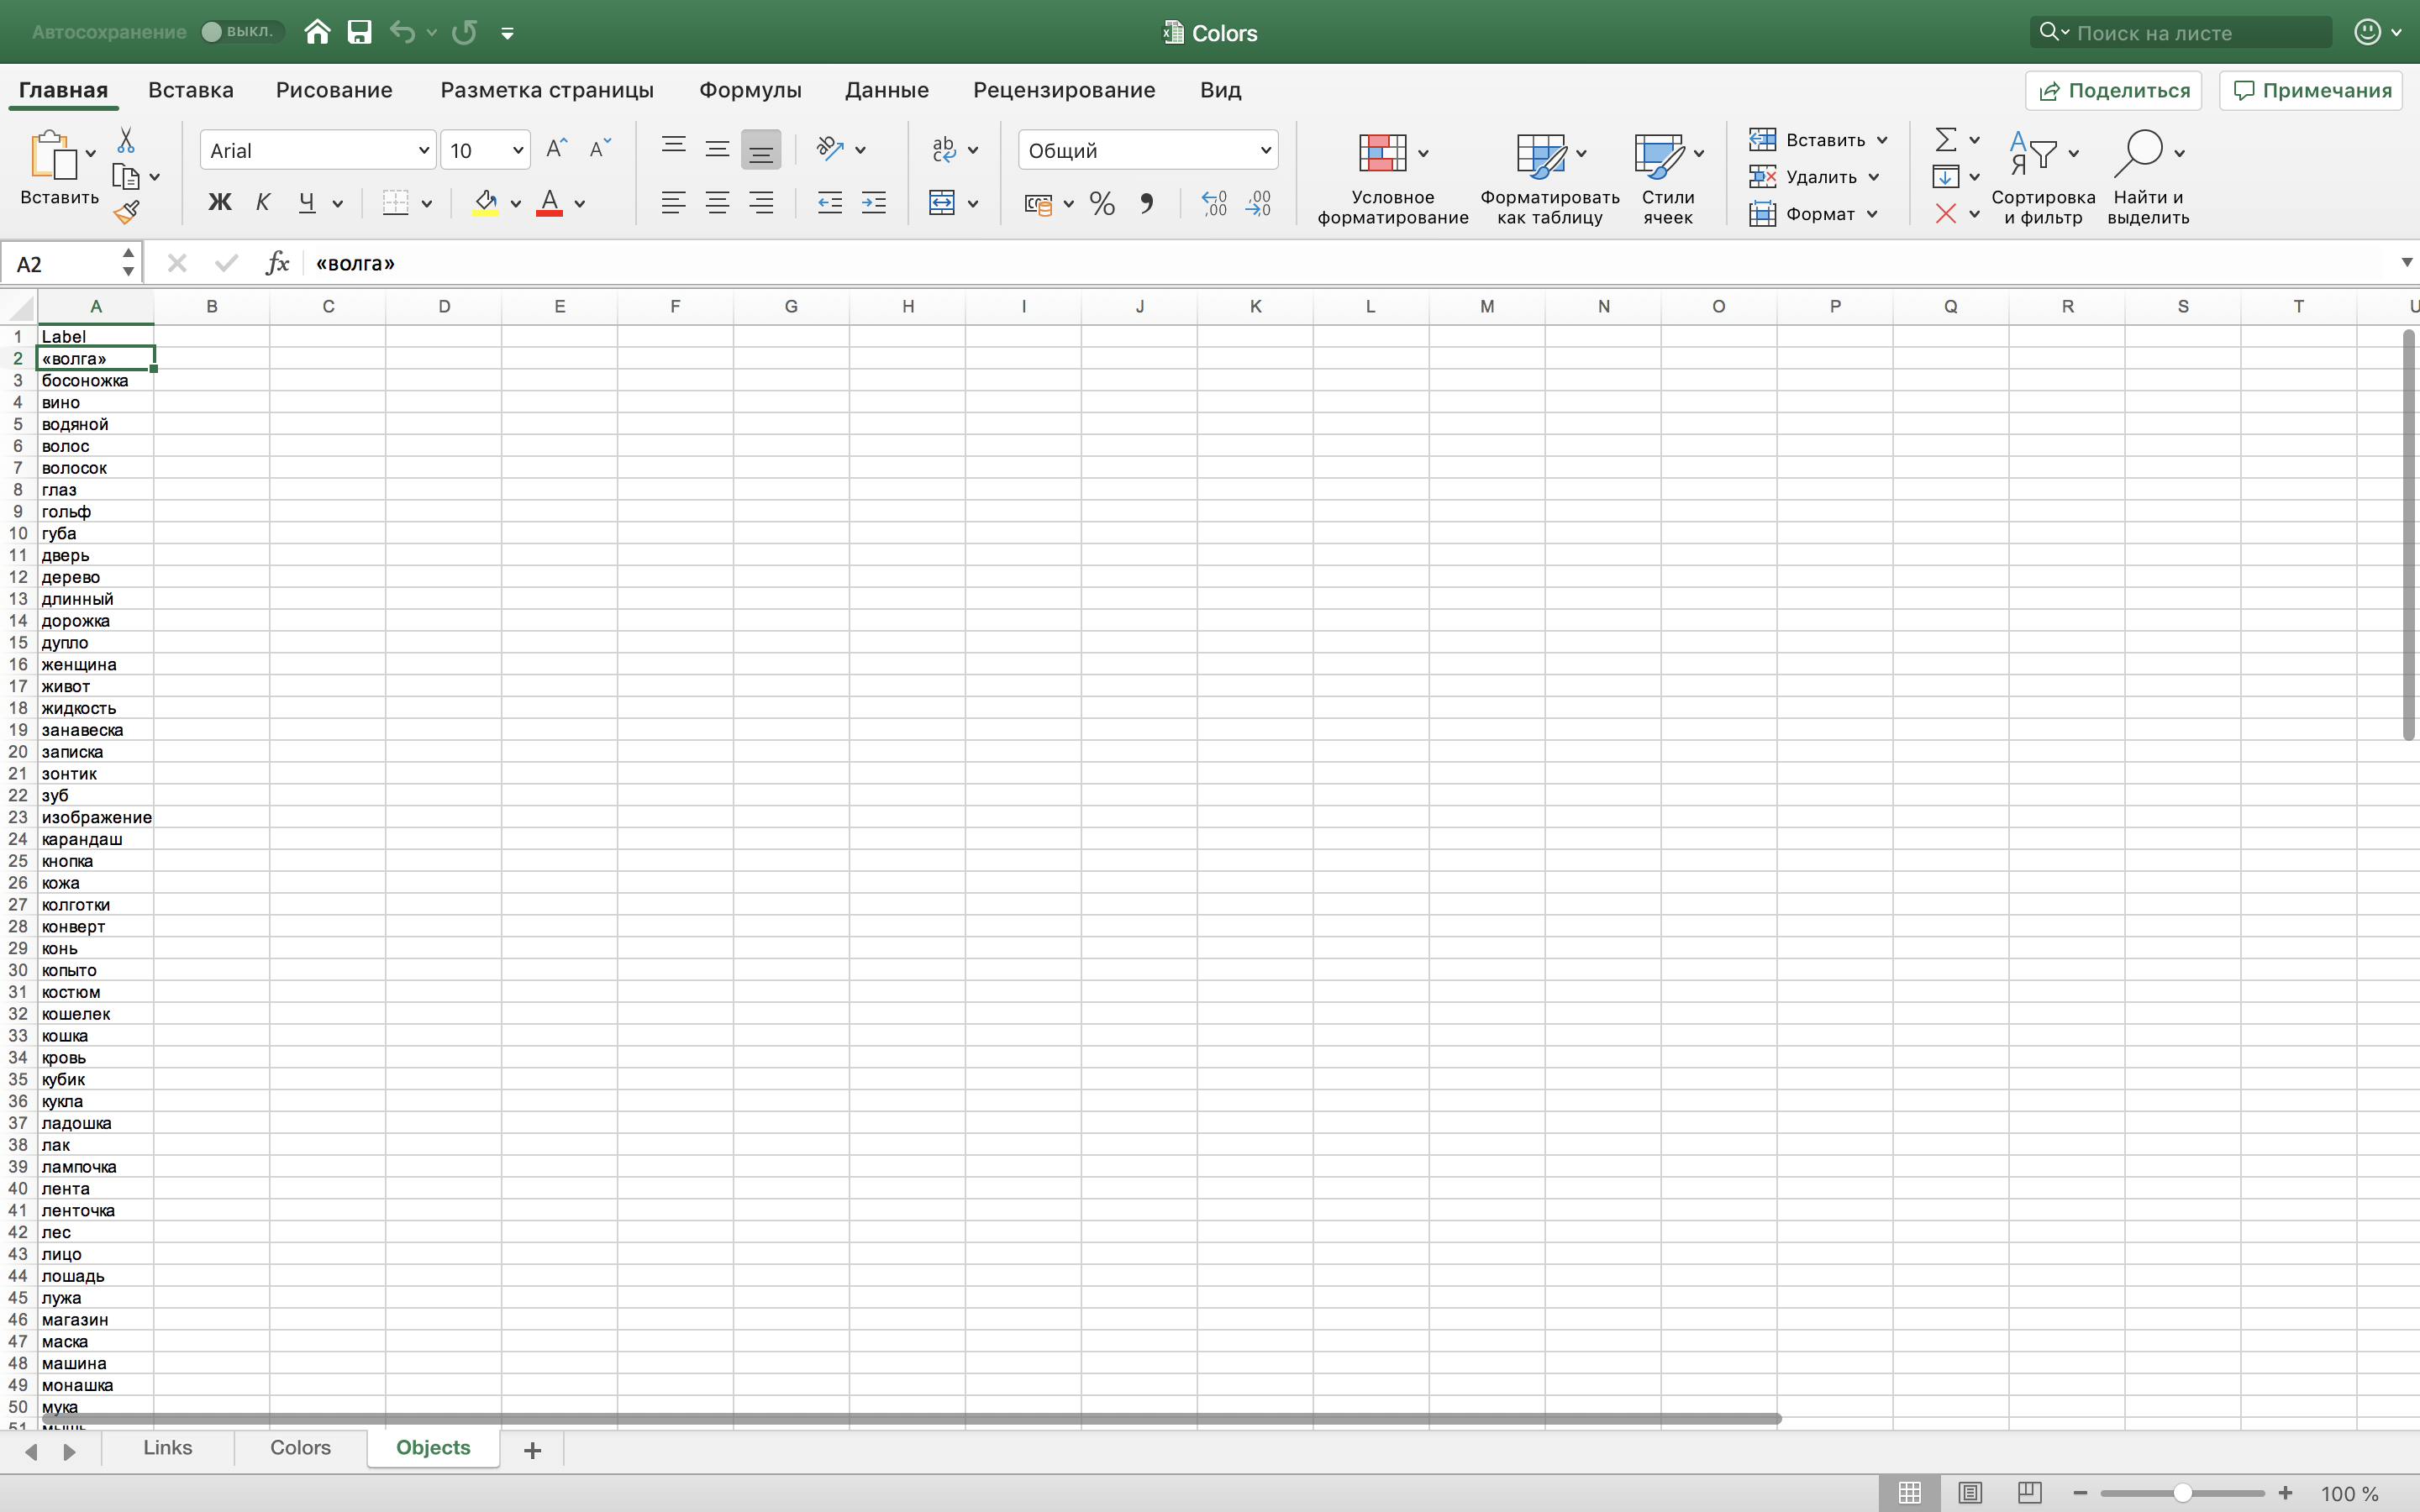 Автосохранение ВЫКЛ. Colors Поиск на листе
Главная Вставка Рисование Разметка страницы Формулы Данные Рецензирование Вид Поделиться Примечания
Вставить
Arial 10
Ж К Ч
Общий
Условное форматирование
Форматировать как таблицу
Стили ячеек
Вставить
Удалить
Формат
Сортировка и фильтр
Найти и выделить
A2 fx «волга»
A B C D E F G H I J K L M N O P Q R S T U
1 Label
2 «волга»
3 босоножка
4 вино
5 водяной
6 волос
7 волосок
8 глаз
9 гольф
10 губа
11 дверь
12 дерево
13 длинный
14 дорожка
15 дупло
16 женщина
17 живот
18 жидкость
19 занавеска
20 записка
21 зонтик
22 зуб
23 изображение
24 карандаш
25 кнопка
26 кожа
27 колготки
28 конверт
29 конь
30 копыто
31 костюм
32 кошелек
33 кошка
34 кровь
35 кубик
36 кукла
37 ладошка
38 лак
39 лампочка
40 лента
41 ленточка
42 лес
43 лицо
44 лошадь
45 лужа
46 магазин
47 маска
48 машина
49 монашка
50 мука
51 мышь
Links Colors Objects
100 %